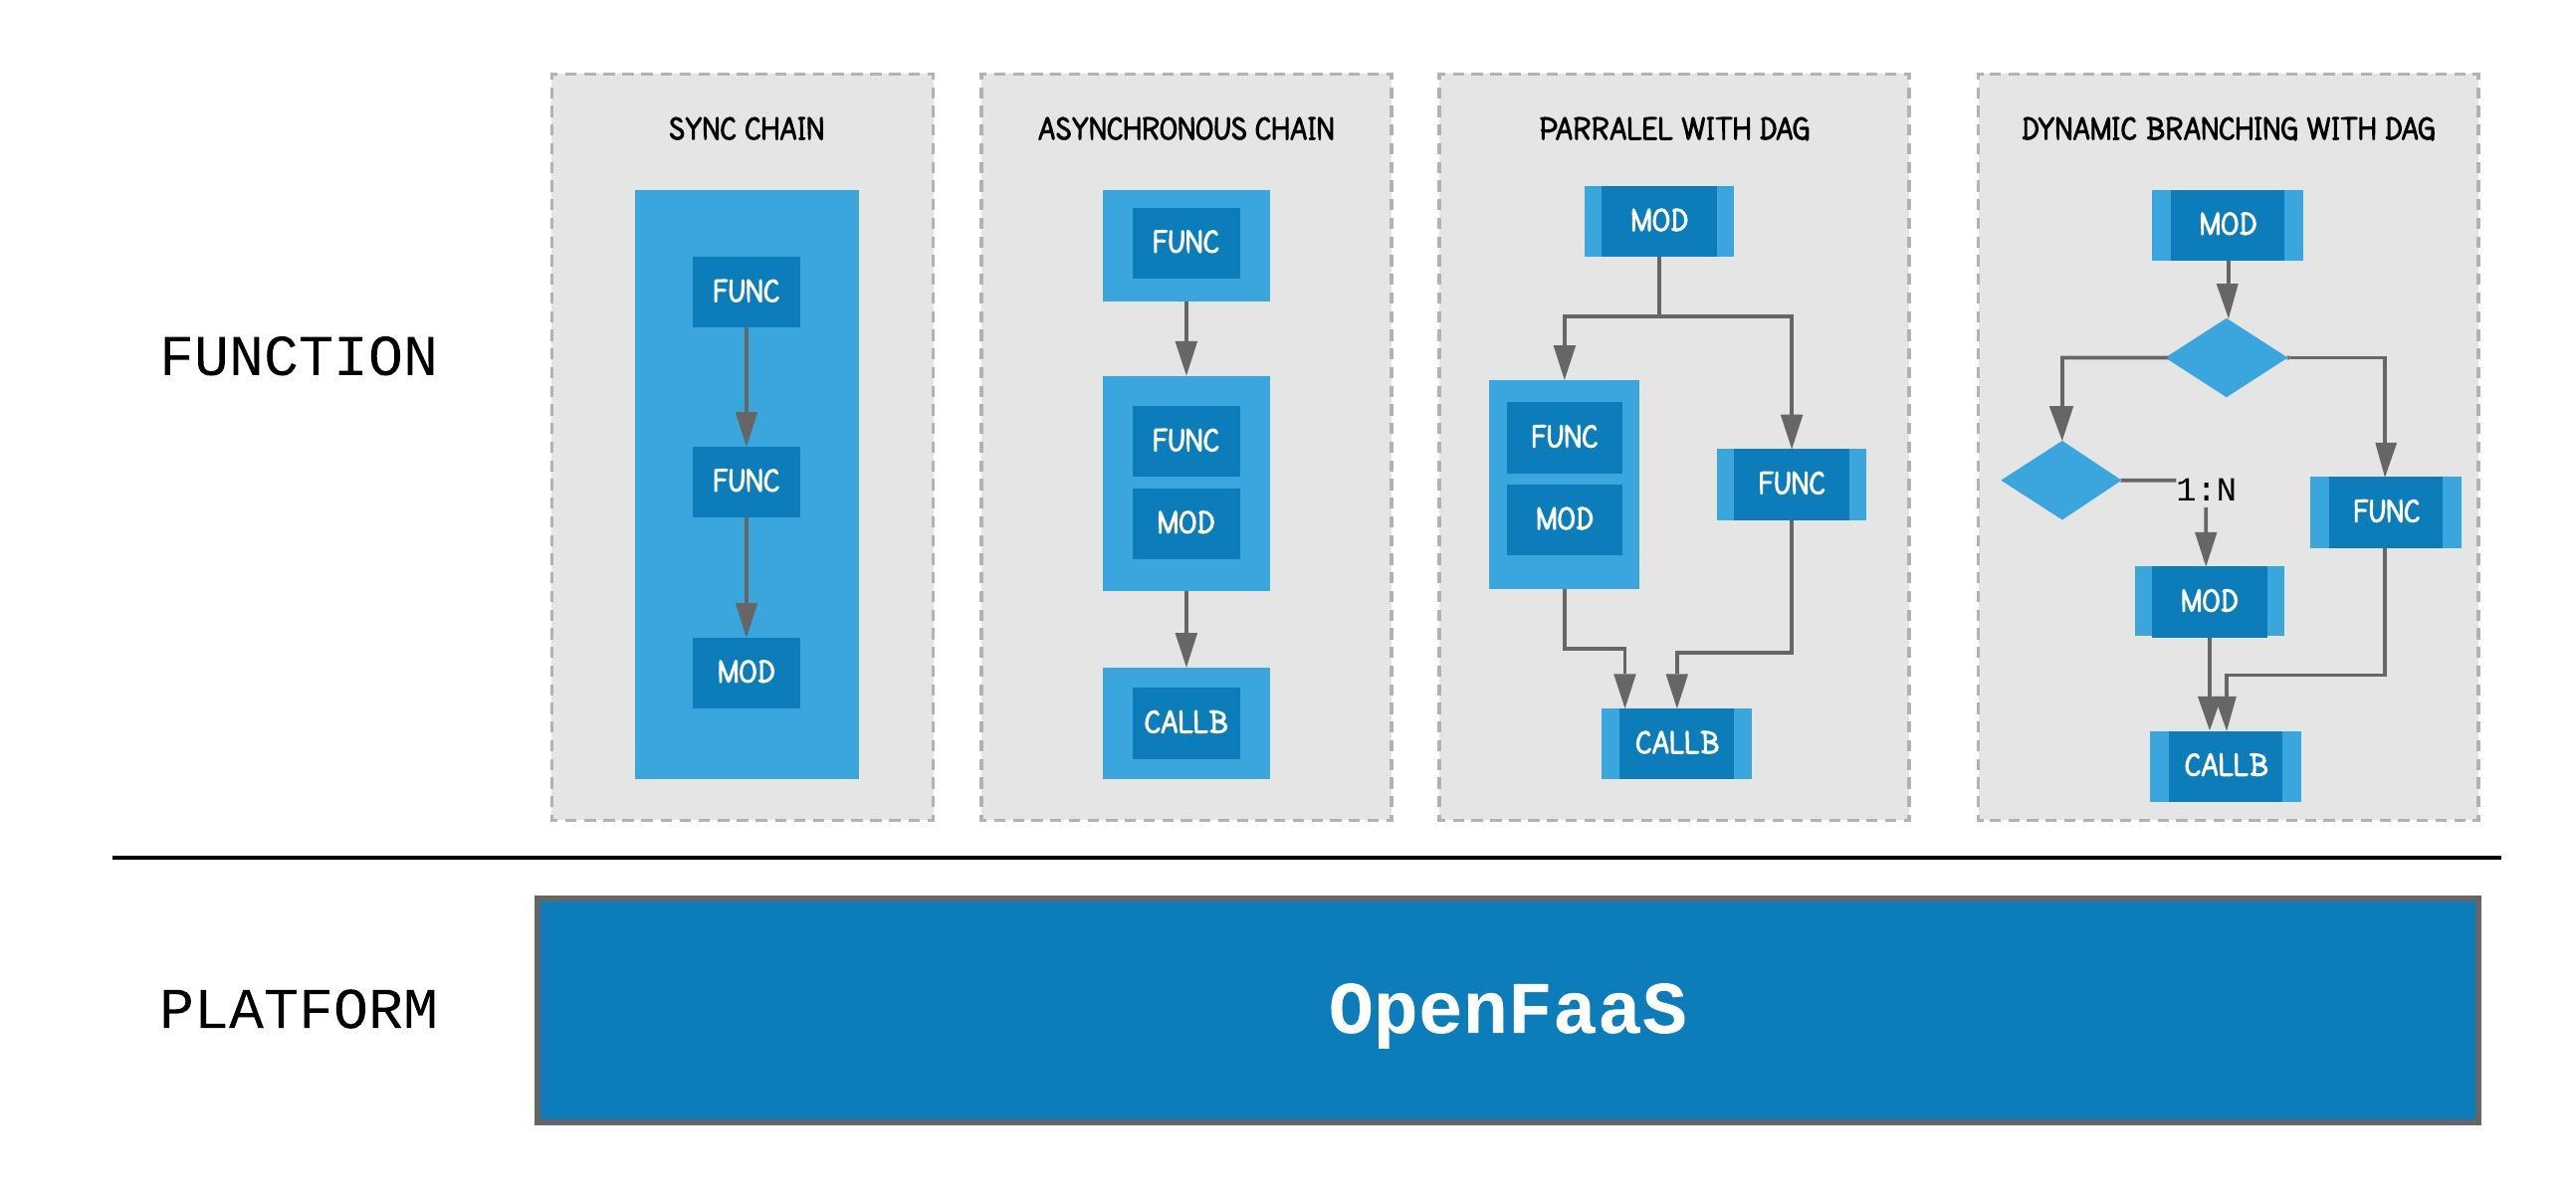 FUNCTION
SYNC CHAIN
FUNC
FUNC
MOD
ASYNCHRONOUS CHAIN
FUNC
FUNC
MOD
CALLB
PARRALEL WITH DAG
MOD
FUNC
MOD
FUNC
CALLB
DYNAMIC BRANCHING WITH DAG
MOD
1:N
FUNC
MOD
CALLB
PLATFORM
OpenFaaS